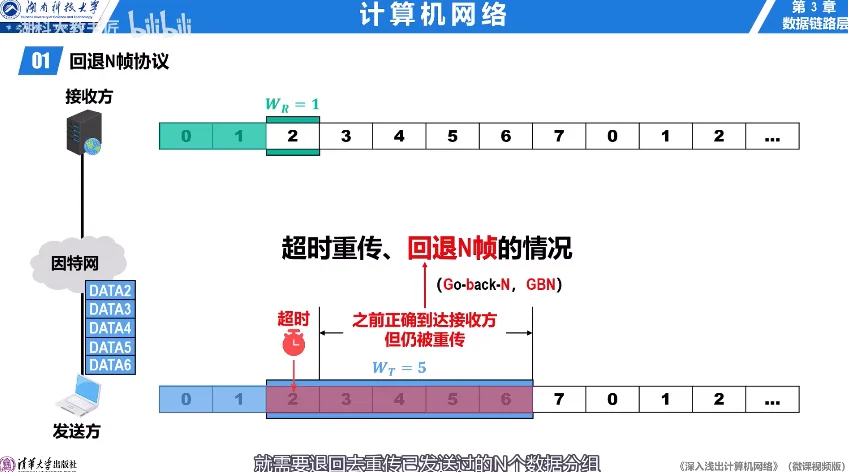 湖南科技大学
湖科大教书匠 bilibili
计算机网络
第 3 章
数据链路层
01 回退N帧协议
接收方
W_R = 1
0 1 2 3 4 5 6 7 0 1 2 ...
超时重传、回退N帧的情况
(Go-back-N，GBN)
因特网
DATA2
DATA3
DATA4
DATA5
DATA6
超时
之前正确到达接收方
但仍被重传
W_T = 5
0 1 2 3 4 5 6 7 0 1 2 ...
发送方
就需要退回去重传已发送过的N个数据分组
清华大学出版社
《深入浅出计算机网络》（微课视频版）